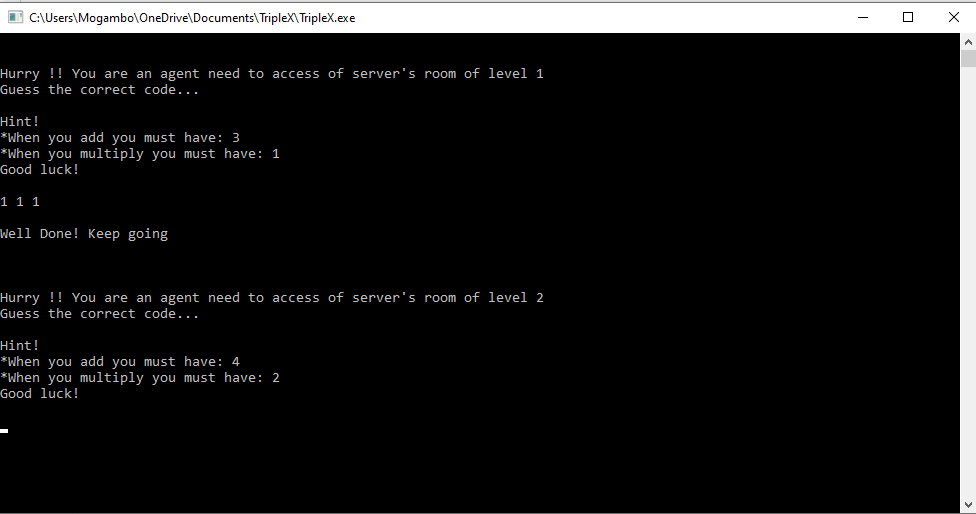 C:\Users\Mogambo\OneDrive\Documents\TripleX\TripleX.exe
Hurry !! You are an agent need to access of server's room of level 1
Guess the correct code...
Hint!
*When you add you must have: 3
*When you multiply you must have: 1
Good luck!
1 1 1
Well Done! Keep going
Hurry !! You are an agent need to access of server's room of level 2
Guess the correct code...
Hint!
*When you add you must have: 4
*When you multiply you must have: 2
Good luck!